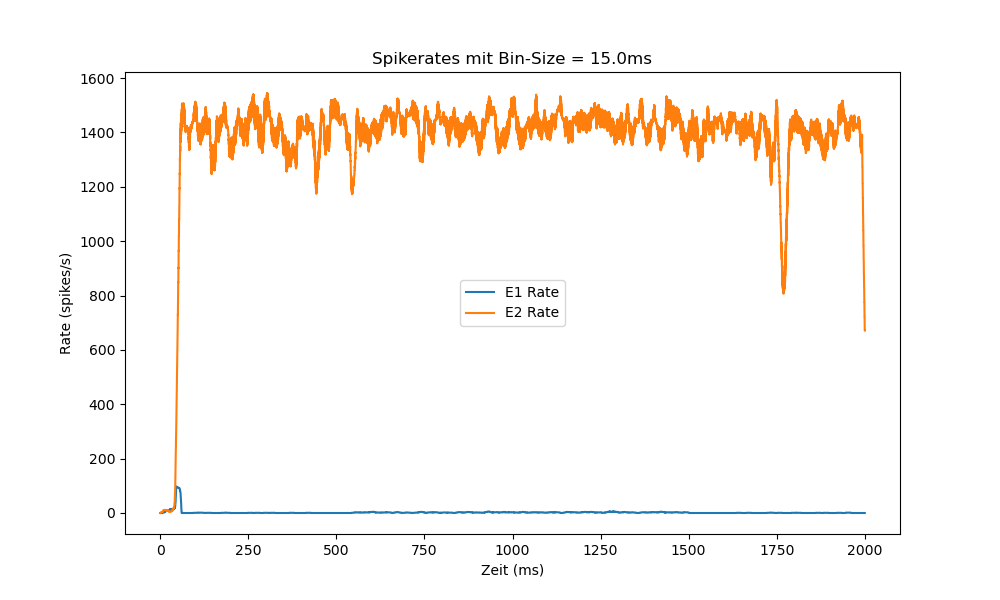 Spikerates mit Bin-Size = 15.0ms
1600
1400
1200
1000
800
600
400
200
0
Rate (spikes/s)
E1 Rate
E2 Rate
0 250 500 750 1000 1250 1500 1750 2000
Zeit (ms)